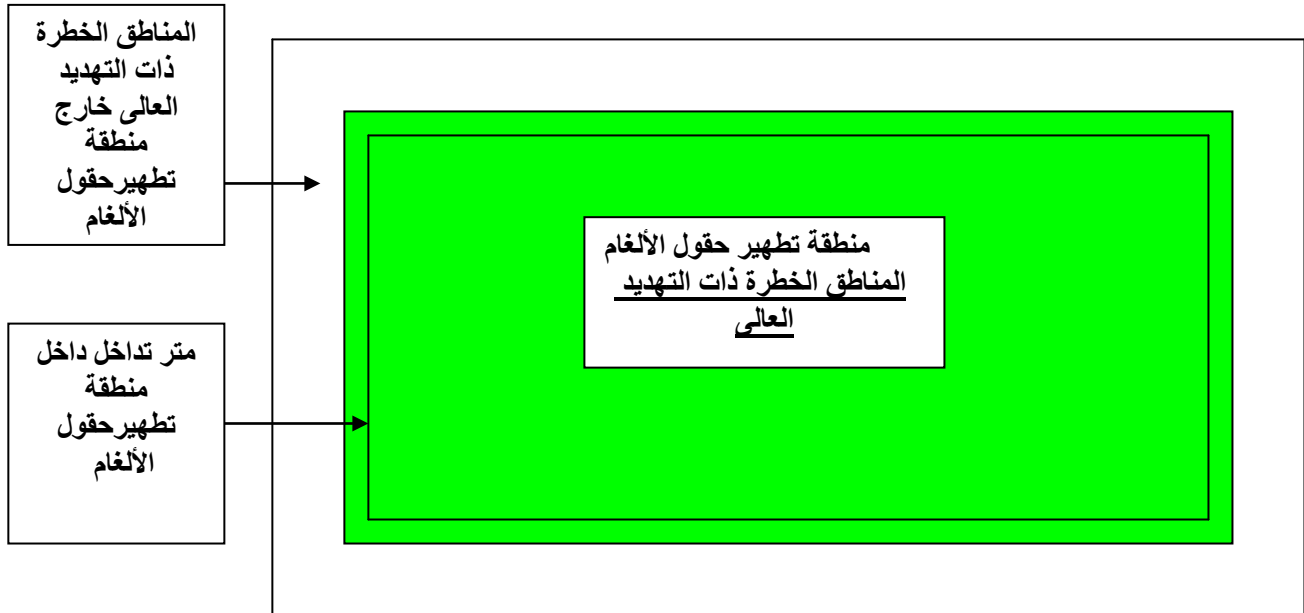 المناطق الخطرة
ذات التهديد
العالى خارج
منطقة
تطهيرحقول
الألغام
منطقة تطهير حقول الألغام
المناطق الخطرة ذات التهديد
العالى
متر تداخل داخل
منطقة
تطهيرحقول
الألغام